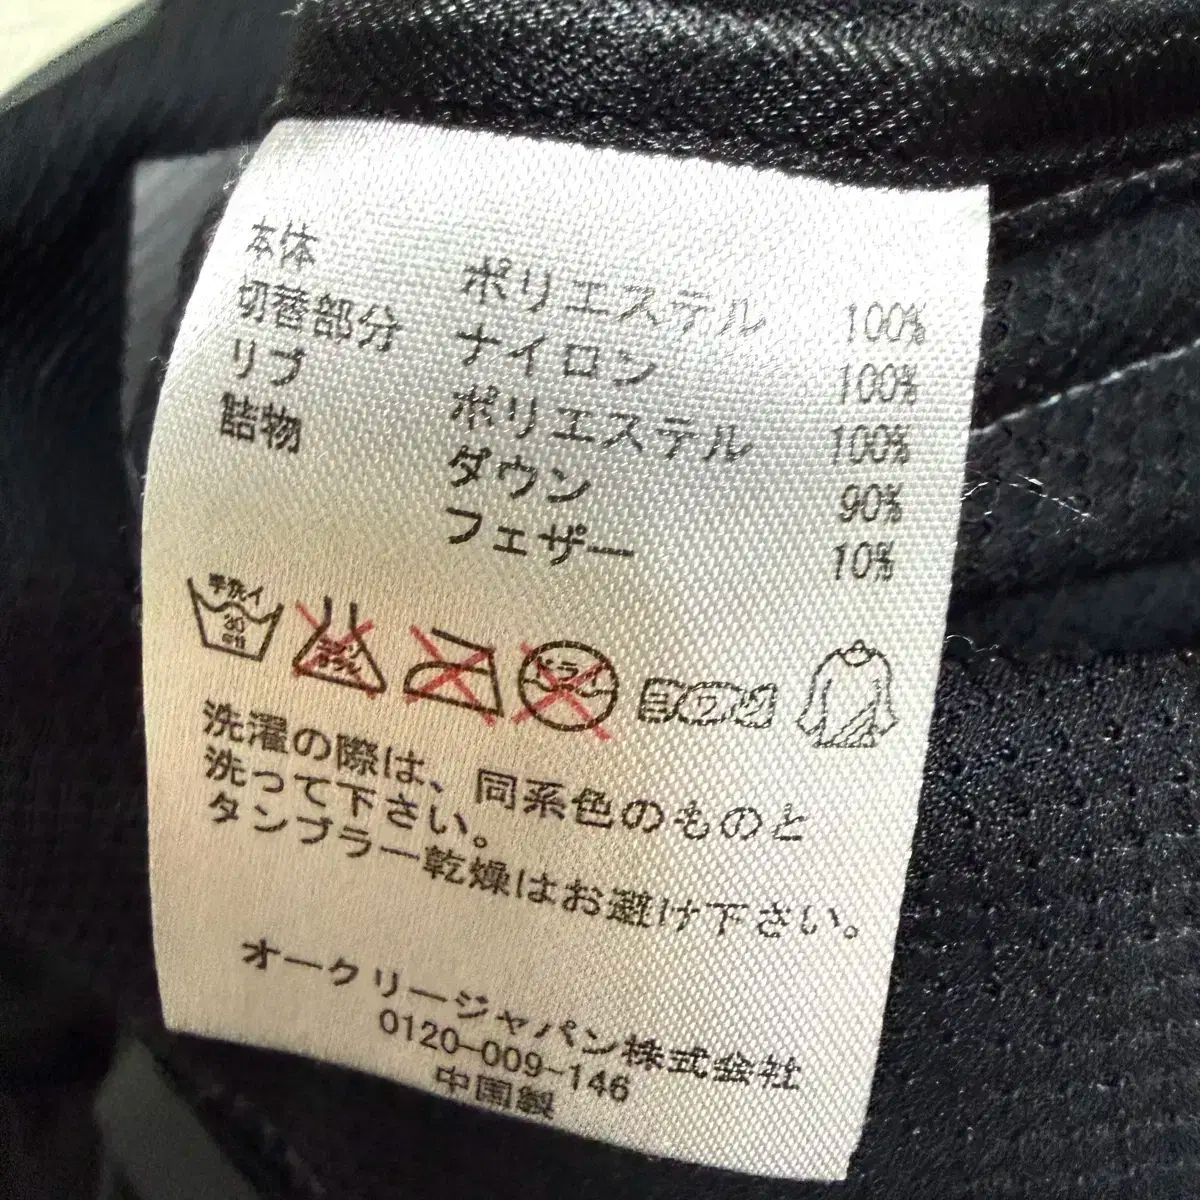 本体 ポリエステル 100%
切替部分 ナイロン 100%
リブ ポリエステル 100%
詰物 ダウン 90%
フェザー 10%
手洗イ
30
中性
エンソ
サラシ
ドライ
洗濯の際は、同系色のものと
洗って下さい。
タンブラー乾燥はお避け下さい。
オークリージャパン株式会社
0120-009-146
中国製